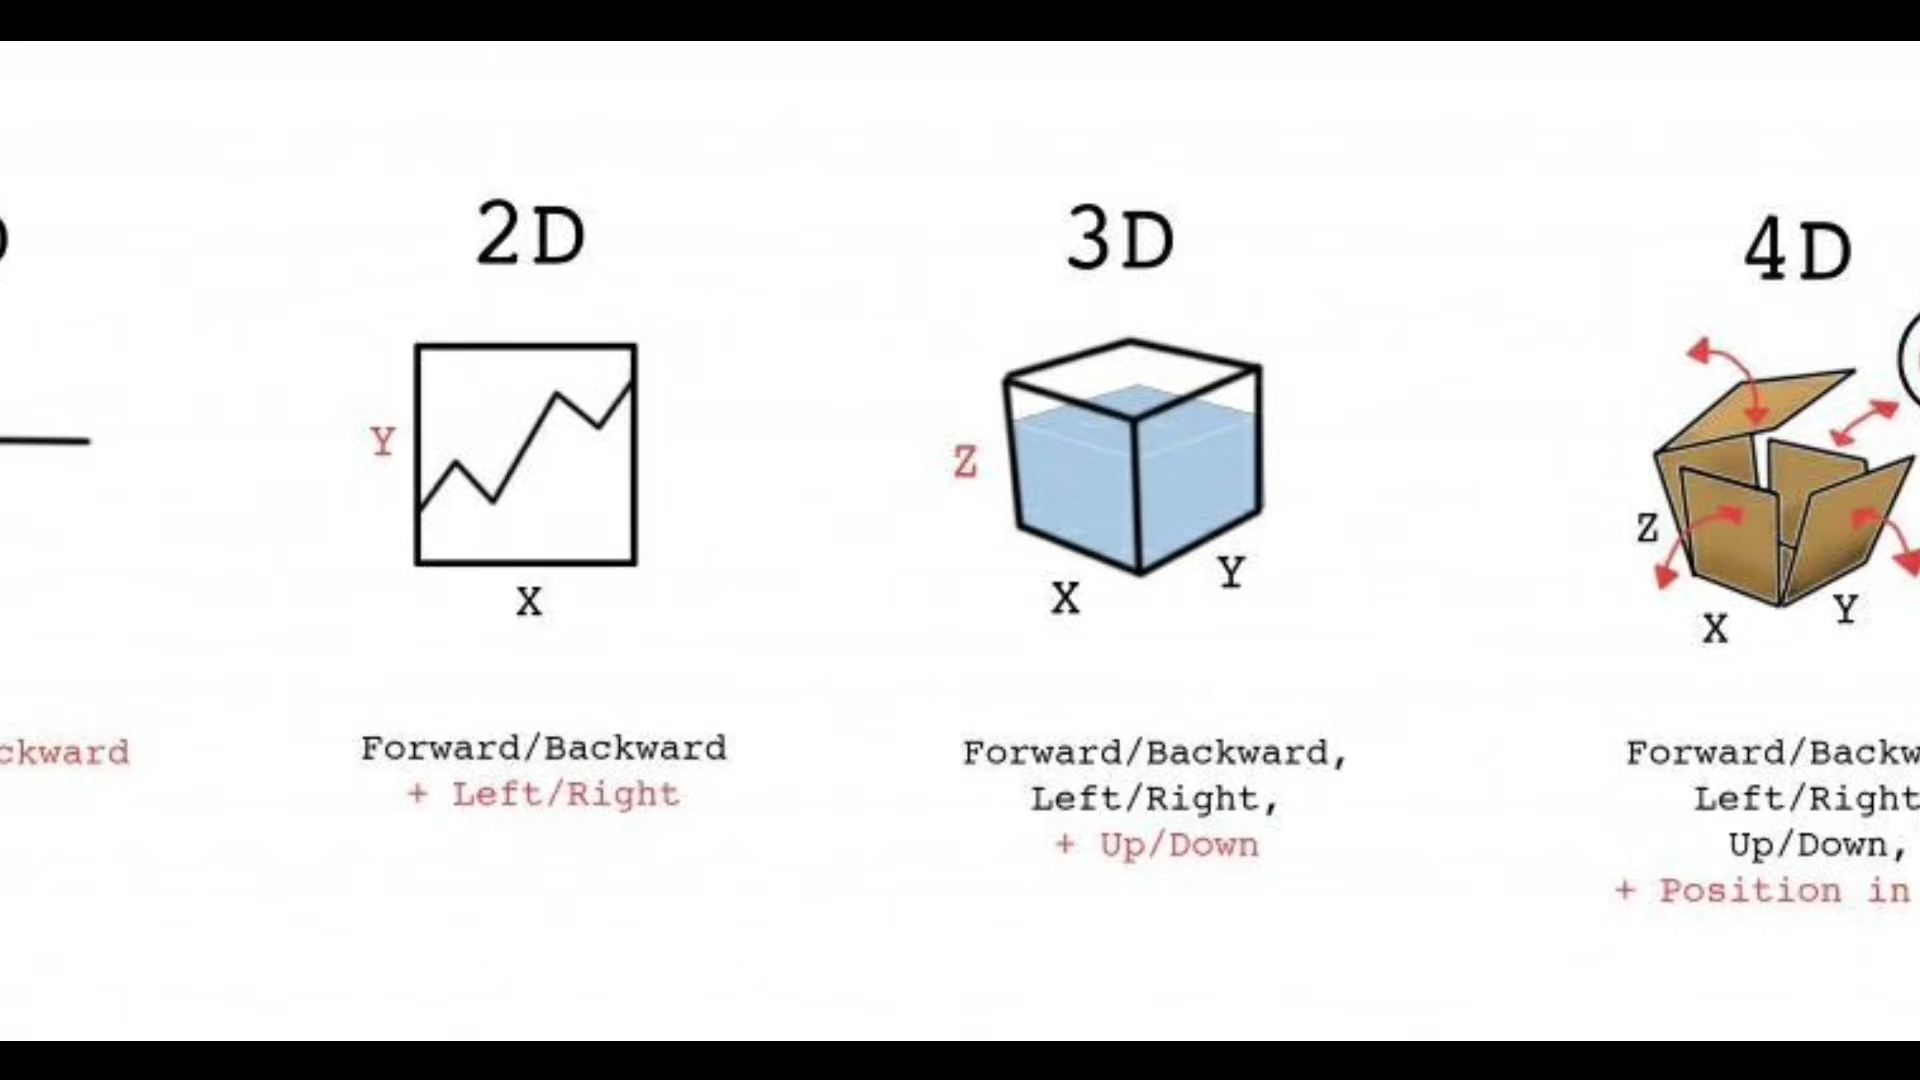 2D
3D
4D
Y
X
Z
X
Y
Z
X
Y
ckward
Forward/Backward
+ Left/Right
Forward/Backward,
Left/Right,
+ Up/Down
Forward/Backw
Left/Right
Up/Down,
+ Position in